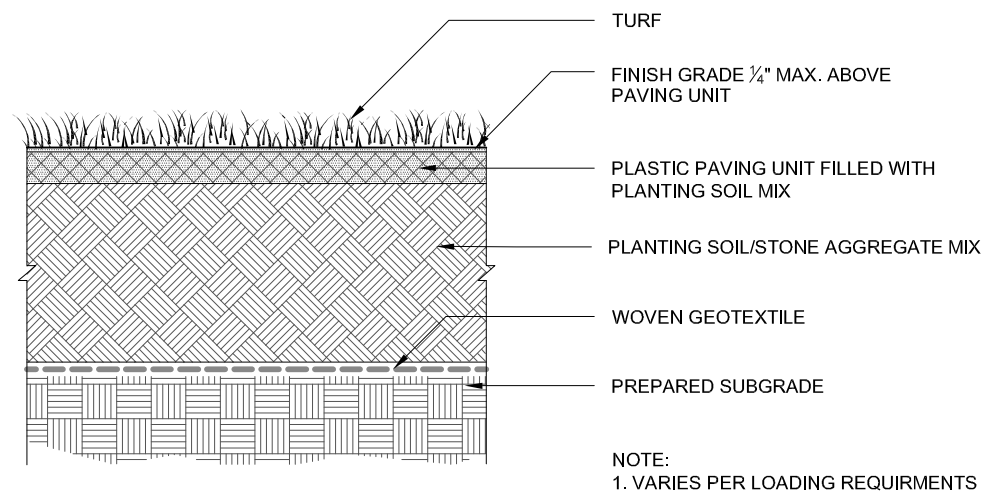 TURF
FINISH GRADE ¼" MAX. ABOVE
PAVING UNIT
PLASTIC PAVING UNIT FILLED WITH
PLANTING SOIL MIX
PLANTING SOIL/STONE AGGREGATE MIX
WOVEN GEOTEXTILE
PREPARED SUBGRADE
NOTE:
1. VARIES PER LOADING REQUIRMENTS